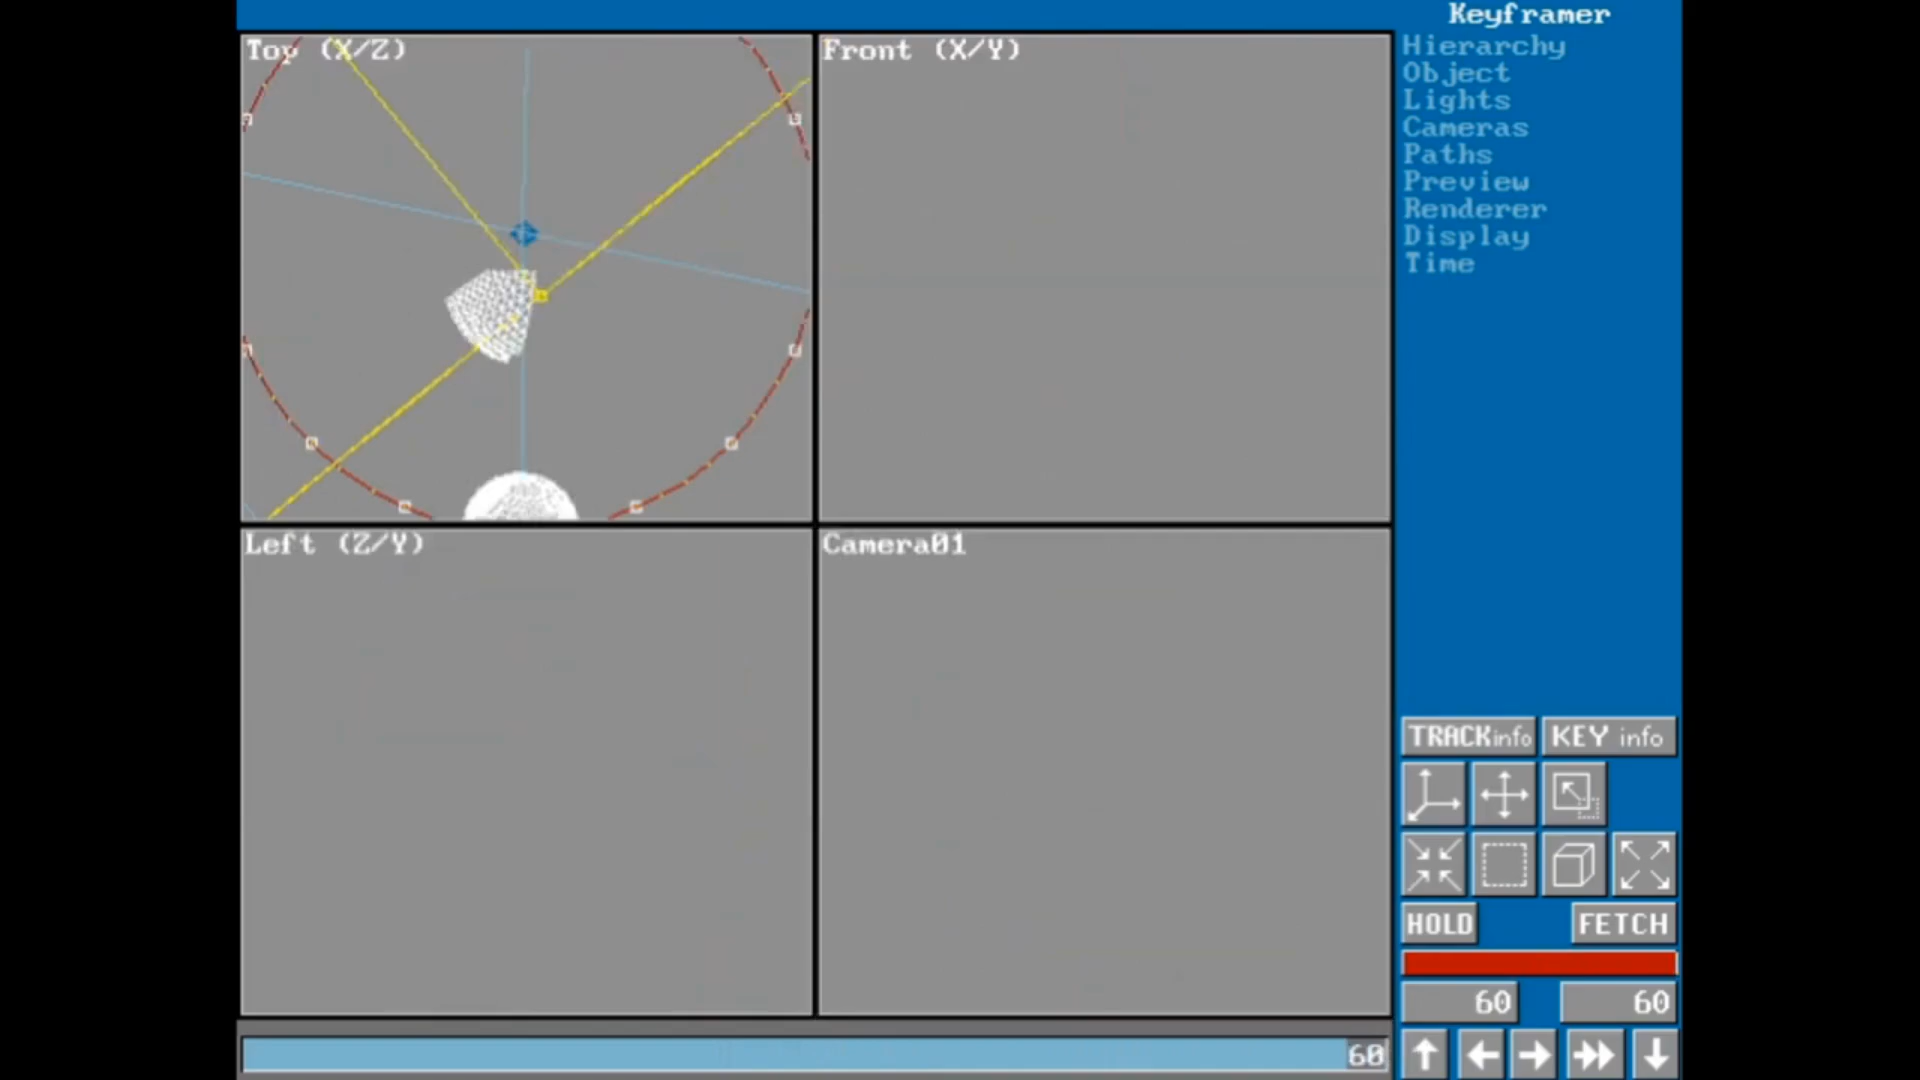 Keyframer
Top (X/Z)
Front (X/Y)
Hierarchy
Object
Lights
Cameras
Paths
Preview
Renderer
Display
Time
Left (Z/Y)
Camera01
TRACKinfo
KEY info
HOLD
FETCH
60
60
60